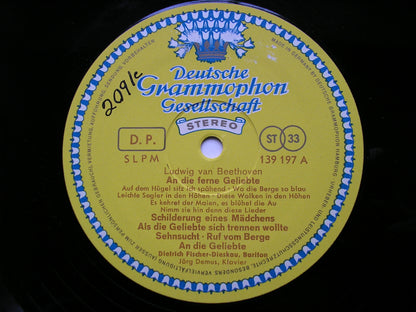 209/c
Deutsche
Grammophon
Gesellschaft
STEREO
D. P.
ST 33
SLPM
139 197 A
Ludwig van Beethoven
An die ferne Geliebte
Auf dem Hügel sitz ich spähend · Wo die Berge so blau
Leichte Segler in den Höhen · Diese Wolken in den Höhen
Es kehret der Maien, es blühet die Au
Nimm sie hin denn diese Lieder
Schilderung eines Mädchens
Als die Geliebte sich trennen wollte
Sehnsucht · Ruf vom Berge
An die Geliebte
Dietrich Fischer-Dieskau, Bariton
Jörg Demus, Klavier
MADE IN GERMANY BY DEUTSCHE GRAMMOPHON